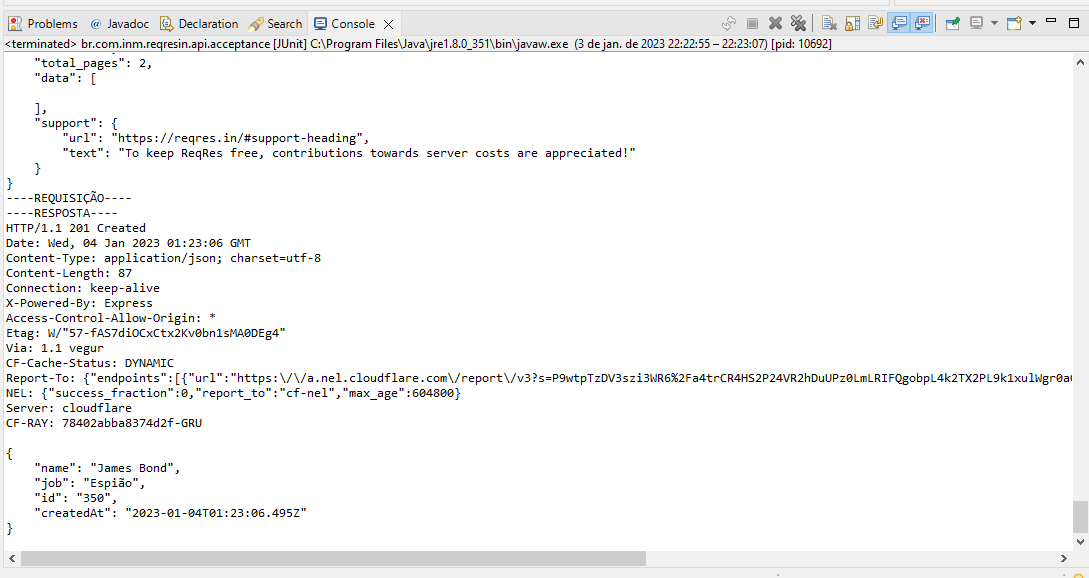 Problems @ Javadoc Declaration Search Console
<terminated> br.com.inm.reqresin.api.acceptance [JUnit] C:\Program Files\Java\jre1.8.0_351\bin\javaw.exe (3 de jan. de 2023 22:22:55 – 22:23:07) [pid: 10692]
"total_pages": 2,
"data": [
],
"support": {
"url": "https://reqres.in/#support-heading",
"text": "To keep ReqRes free, contributions towards server costs are appreciated!"
}
}
----REQUISIÇÃO----
----RESPOSTA----
HTTP/1.1 201 Created
Date: Wed, 04 Jan 2023 01:23:06 GMT
Content-Type: application/json; charset=utf-8
Content-Length: 87
Connection: keep-alive
X-Powered-By: Express
Access-Control-Allow-Origin: *
Etag: W/"57-fAS7diOCxCtx2Kv0bn1sMA0DEg4"
Via: 1.1 vegur
CF-Cache-Status: DYNAMIC
Report-To: {"endpoints":[{"url":"https:\/\/a.nel.cloudflare.com\/report\/v3?s=P9wtpTzDV3szi3WR6%2Fa4trCR4HS2P24VR2hDuUPz0LmLRIFQgobpL4k2TX2PL9k1xulWgr0a
NEL: {"success_fraction":0,"report_to":"cf-nel","max_age":604800}
Server: cloudflare
CF-RAY: 78402abba8374d2f-GRU
{
"name": "James Bond",
"job": "Espião",
"id": "350",
"createdAt": "2023-01-04T01:23:06.495Z"
}